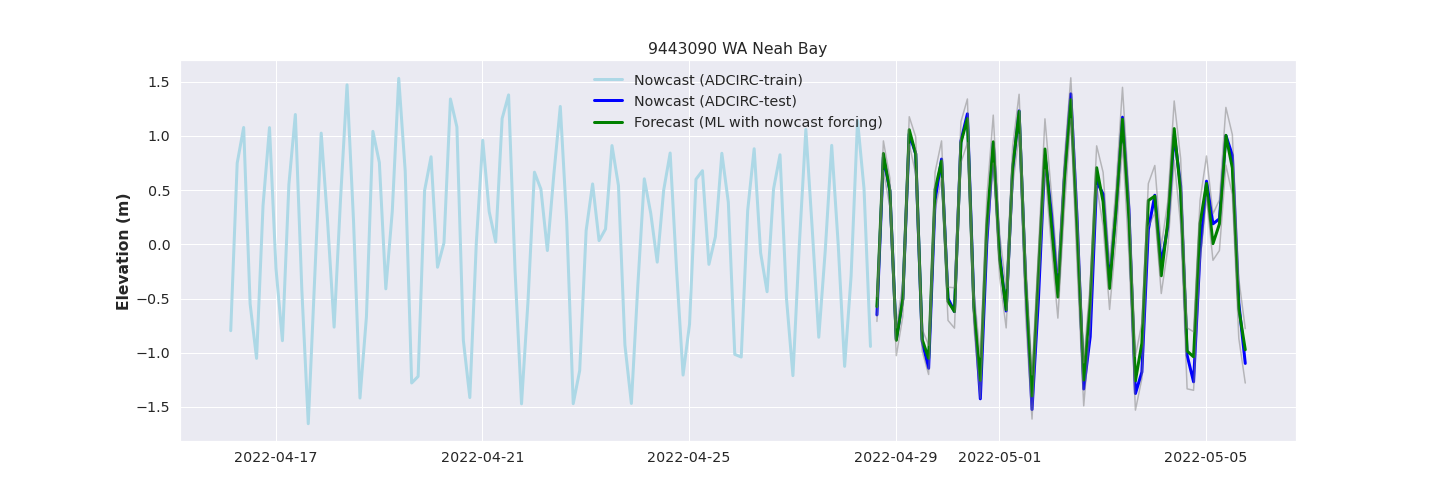 9443090 WA Neah Bay
Nowcast (ADCIRC-train)
Nowcast (ADCIRC-test)
Forecast (ML with nowcast forcing)
Elevation (m)
1.5
1.0
0.5
0.0
−0.5
−1.0
−1.5
2022-04-17 2022-04-21 2022-04-25 2022-04-29 2022-05-01 2022-05-05